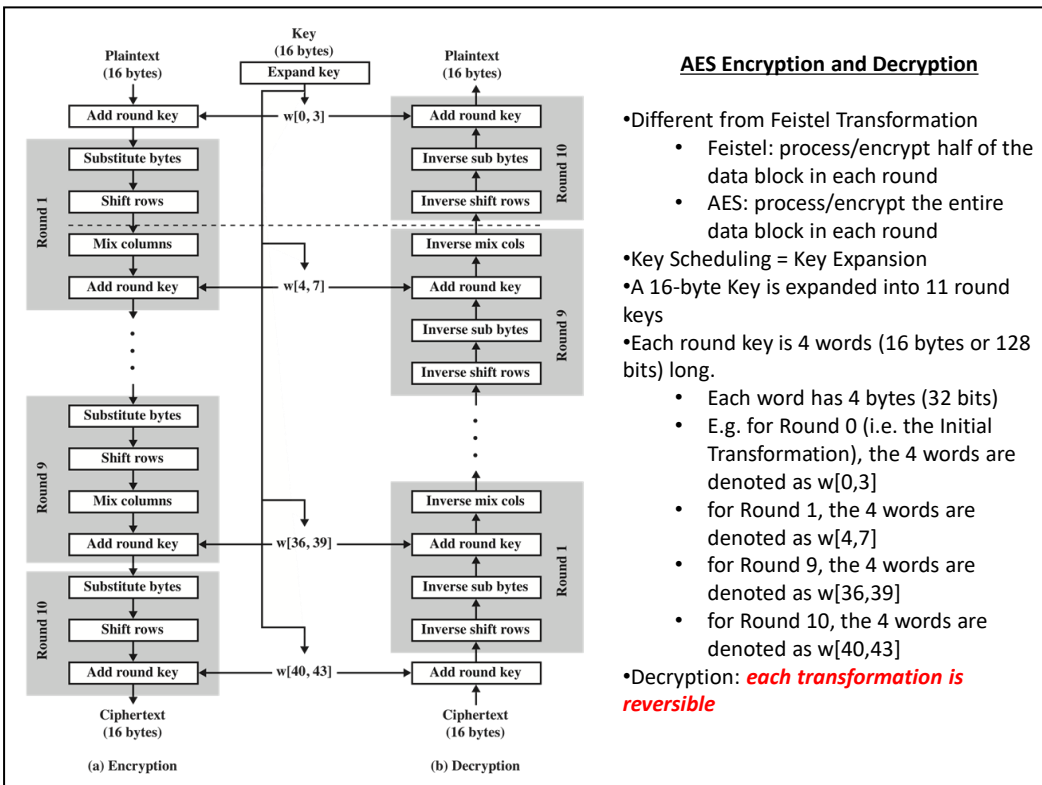 Plaintext
(16 bytes)
Add round key
Substitute bytes
Shift rows
Mix columns
Add round key
Round 1
Substitute bytes
Shift rows
Mix columns
Add round key
Round 9
Substitute bytes
Shift rows
Add round key
Round 10
Ciphertext
(16 bytes)
(a) Encryption
Key
(16 bytes)
Expand key
w[0, 3]
w[4, 7]
w[36, 39]
w[40, 43]
Plaintext
(16 bytes)
Add round key
Inverse sub bytes
Inverse shift rows
Round 10
Inverse mix cols
Add round key
Inverse sub bytes
Inverse shift rows
Round 9
Inverse mix cols
Add round key
Inverse sub bytes
Inverse shift rows
Round 1
Add round key
Ciphertext
(16 bytes)
(b) Decryption
AES Encryption and Decryption
•Different from Feistel Transformation
• Feistel: process/encrypt half of the
data block in each round
• AES: process/encrypt the entire
data block in each round
•Key Scheduling = Key Expansion
•A 16-byte Key is expanded into 11 round
keys
•Each round key is 4 words (16 bytes or 128
bits) long.
• Each word has 4 bytes (32 bits)
• E.g. for Round 0 (i.e. the Initial
Transformation), the 4 words are
denoted as w[0,3]
• for Round 1, the 4 words are
denoted as w[4,7]
• for Round 9, the 4 words are
denoted as w[36,39]
• for Round 10, the 4 words are
denoted as w[40,43]
•Decryption: each transformation is
reversible